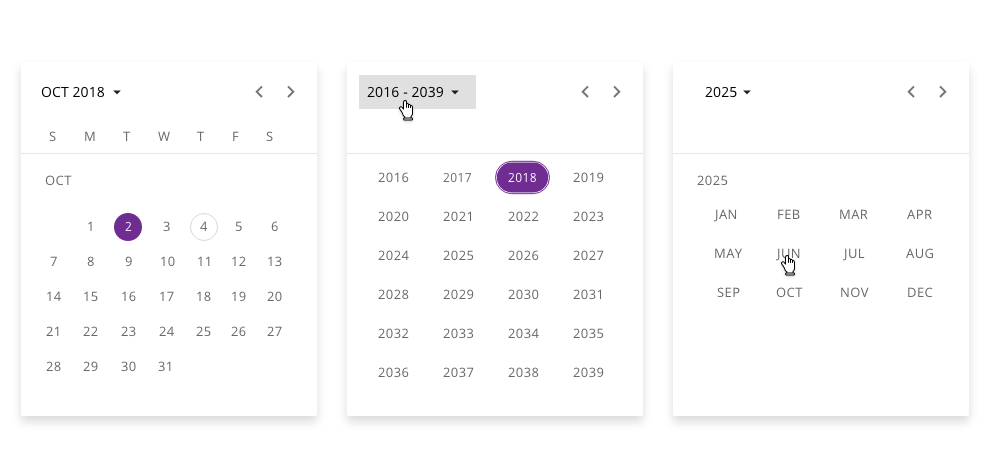 OCT 2018
S M T W T F S
OCT
1 2 3 4 5 6
7 8 9 10 11 12 13
14 15 16 17 18 19 20
21 22 23 24 25 26 27
28 29 30 31
2016 - 2039
2016 2017 2018 2019
2020 2021 2022 2023
2024 2025 2026 2027
2028 2029 2030 2031
2032 2033 2034 2035
2036 2037 2038 2039
2025
2025
JAN FEB MAR APR
MAY JUN JUL AUG
SEP OCT NOV DEC